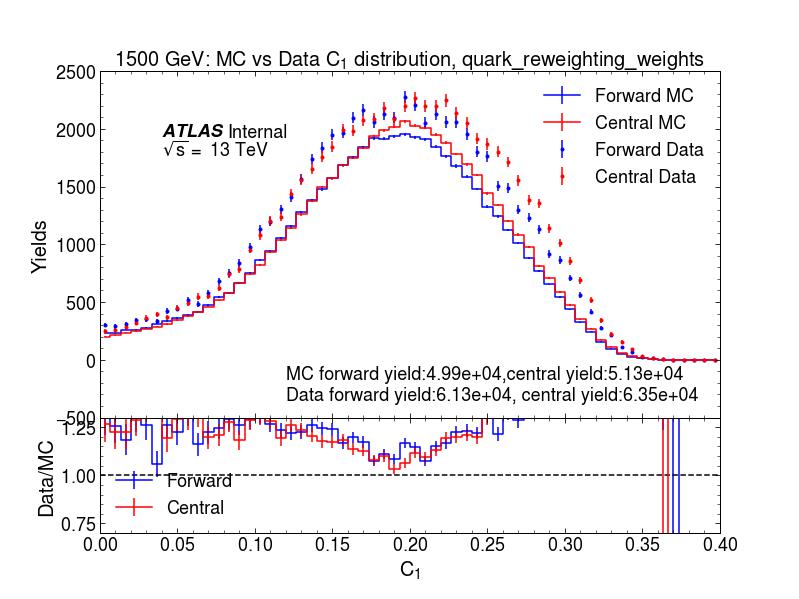 1500 GeV: MC vs Data C₁ distribution, quark_reweighting_weights
2500
2000
1500
1000
500
0
−500
Yields
ATLAS Internal
√s = 13 TeV
Forward MC
Central MC
Forward Data
Central Data
MC forward yield:4.99e+04,central yield:5.13e+04
Data forward yield:6.13e+04, central yield:6.35e+04
1.25
1.00
0.75
Data/MC
Forward
Central
0.00 0.05 0.10 0.15 0.20 0.25 0.30 0.35 0.40
C₁